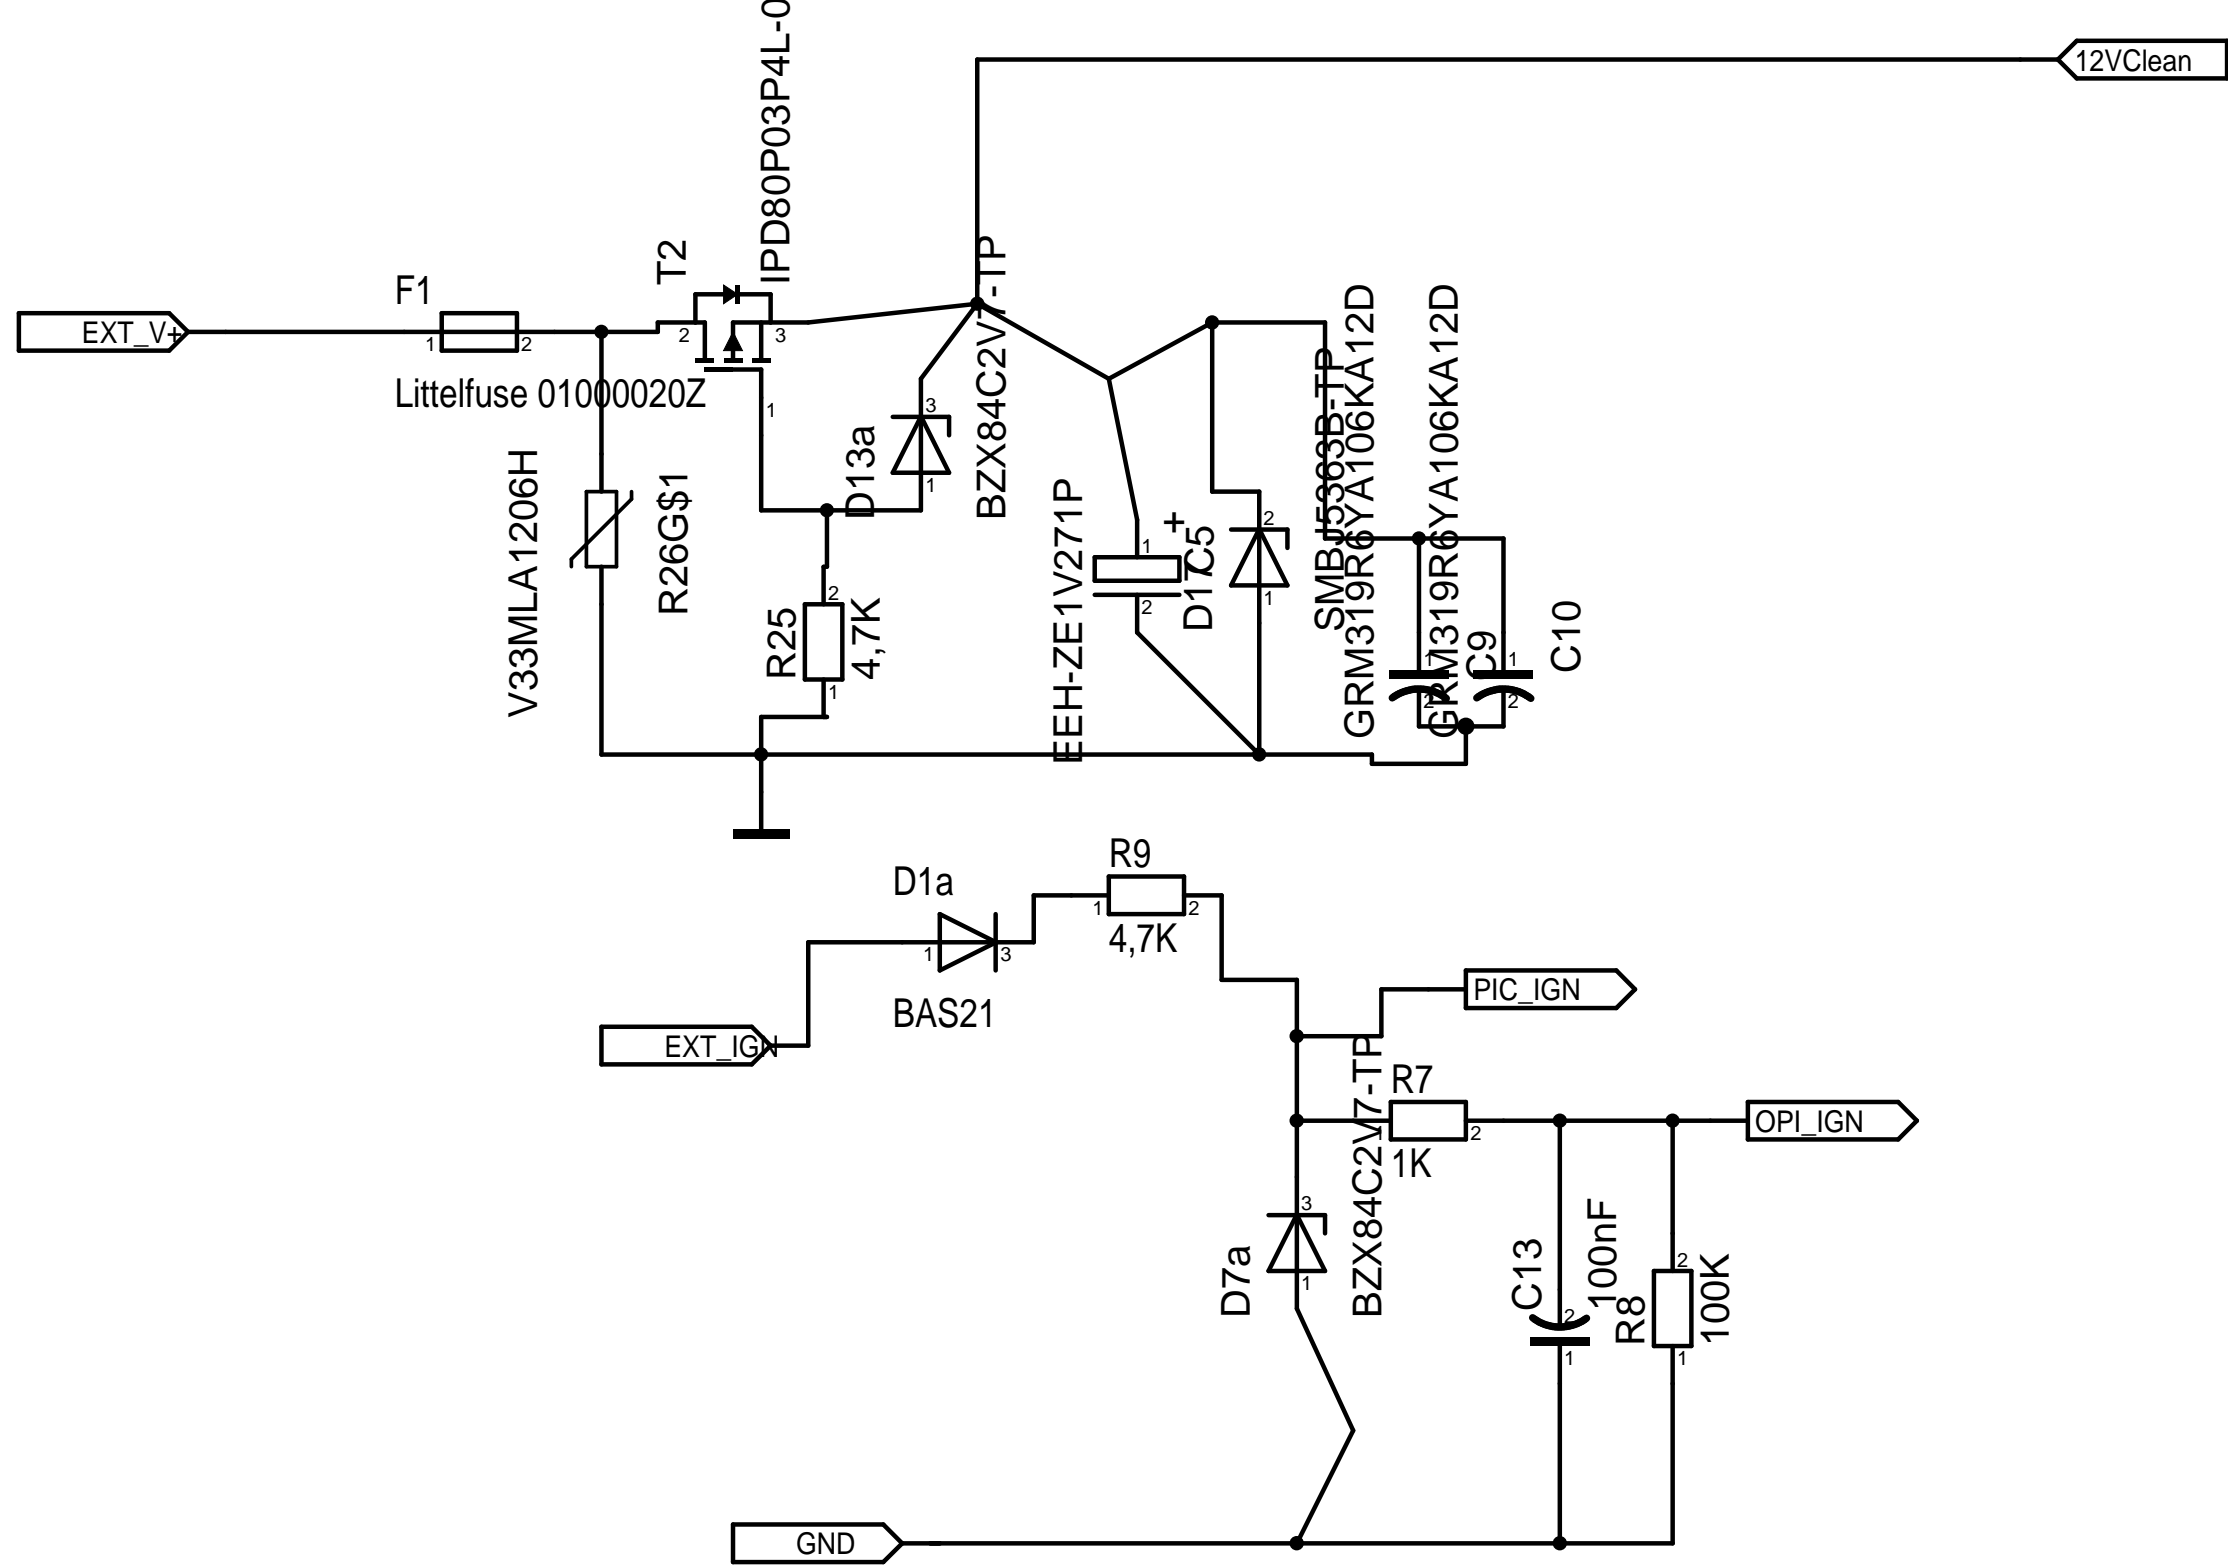 12VClean
IPD80P03P4L-0
T2
F1
EXT_V+
1
2
2
3
1
Littelfuse 01000020Z
V33MLA1206H
R26G$1
D13a
3
1
BZX84C2V7-TP
R25
2
1
4,7K
EEH-ZE1V271P
1
+
2
C5
D17
2
1
SMBJ5363B-TP
GRM319R6YA106KA12D
GRM319R6YA106KA12D
1
2
C9
1
2
C10
R9
1
2
4,7K
D1a
1
3
BAS21
EXT_IGN
PIC_IGN
R7
2
1K
OPI_IGN
BZX84C2V7-TP
D7a
3
1
C13
100nF
2
1
R8
2
1
100K
GND